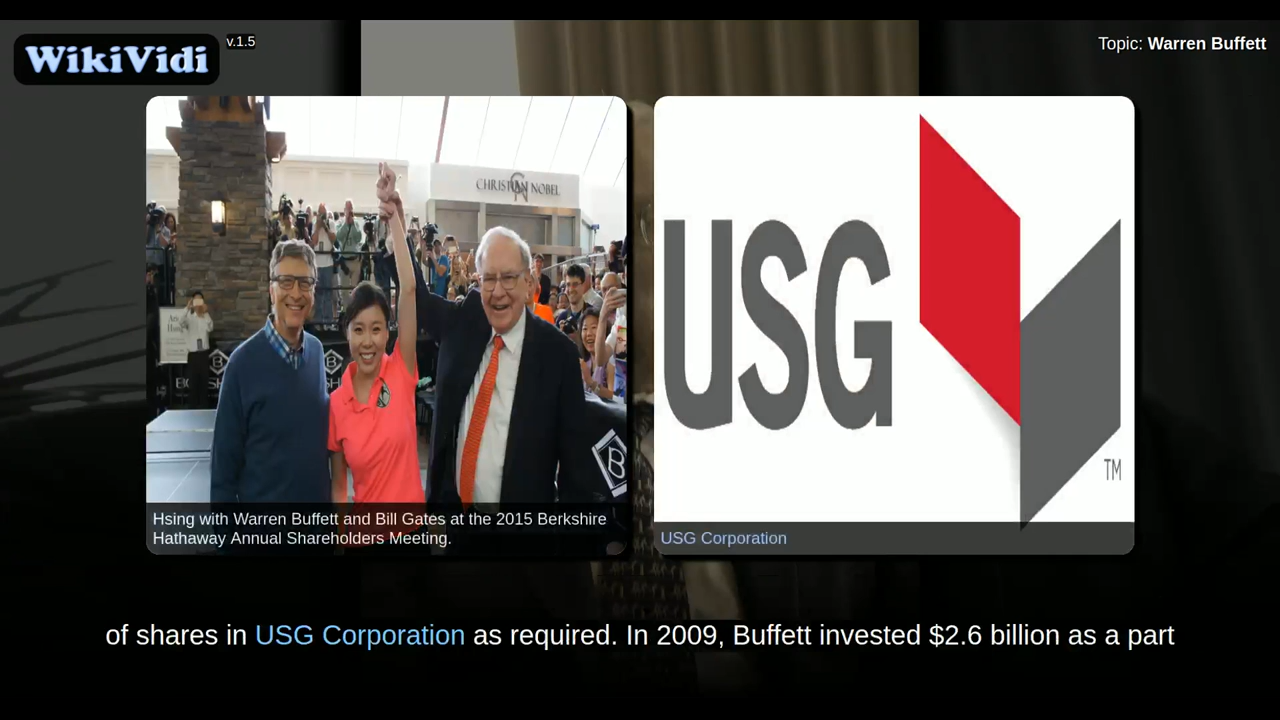 WikiVidi
v.1.5
Topic: Warren Buffett
CHRISTIAN NOBEL
USG
TM
Hsing with Warren Buffett and Bill Gates at the 2015 Berkshire
Hathaway Annual Shareholders Meeting.
USG Corporation
of shares in USG Corporation as required. In 2009, Buffett invested $2.6 billion as a part